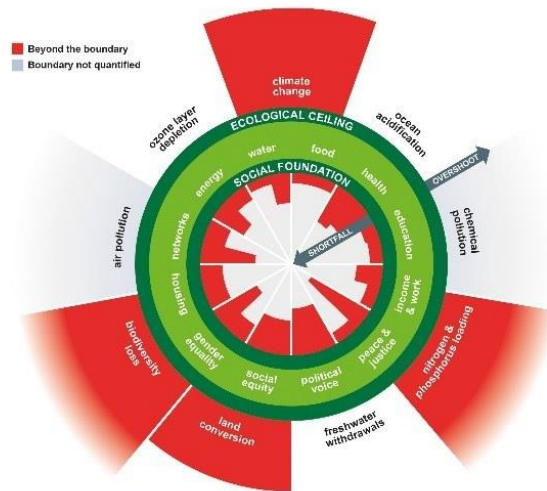 Beyond the boundary
Boundary not quantified
climate
change
ozone layer
depletion
ocean
acidification
ECOLOGICAL CEILING
OVERSHOOT
water
food
energy
health
SOCIAL FOUNDATION
SHORTFALL
networks
education
air pollution
chemical
pollution
housing
income
& work
gender
equality
peace &
justice
social
equity
political
voice
biodiversity
loss
nitrogen &
phosphorus loading
land
conversion
freshwater
withdrawals